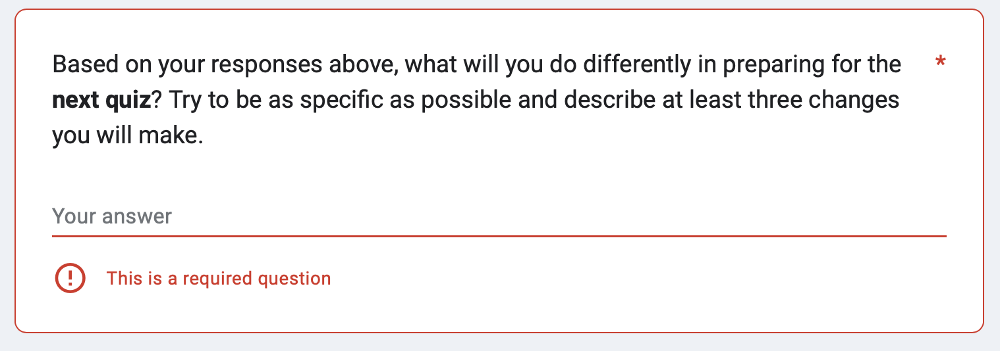 Based on your responses above, what will you do differently in preparing for the *
next quiz? Try to be as specific as possible and describe at least three changes
you will make.
Your answer
This is a required question